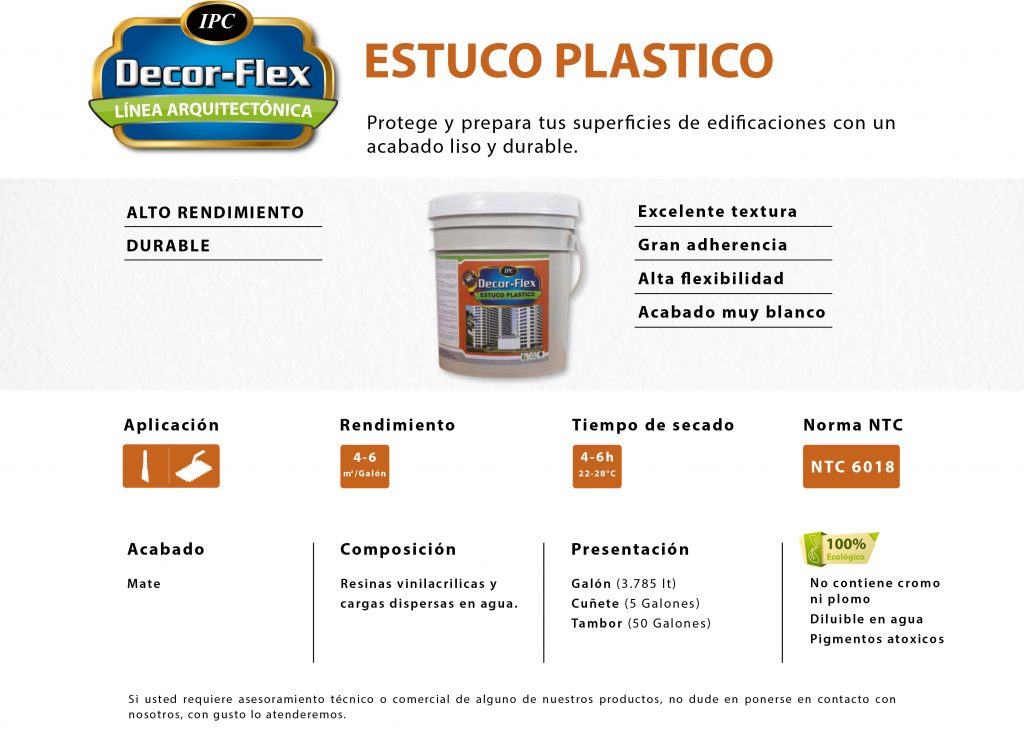 IPC
Decor-Flex
LÍNEA ARQUITECTÓNICA
ESTUCO PLASTICO
Protege y prepara tus superficies de edificaciones con un
acabado liso y durable.
ALTO RENDIMIENTO
DURABLE
IPC
Decor-Flex
ESTUCO PLASTICO
Excelente textura
Gran adherencia
Alta flexibilidad
Acabado muy blanco
Aplicación
Rendimiento
4-6
m²/Galón
Tiempo de secado
4-6h
22-28°C
Norma NTC
NTC 6018
Acabado
Mate
Composición
Resinas vinilacrilicas y
cargas dispersas en agua.
Presentación
Galón (3.785 lt)
Cuñete (5 Galones)
Tambor (50 Galones)
100%
Ecológico
No contiene cromo
ni plomo
Diluible en agua
Pigmentos atoxicos
Si usted requiere asesoramiento técnico o comercial de alguno de nuestros productos, no dude en ponerse en contacto con
nosotros, con gusto lo atenderemos.